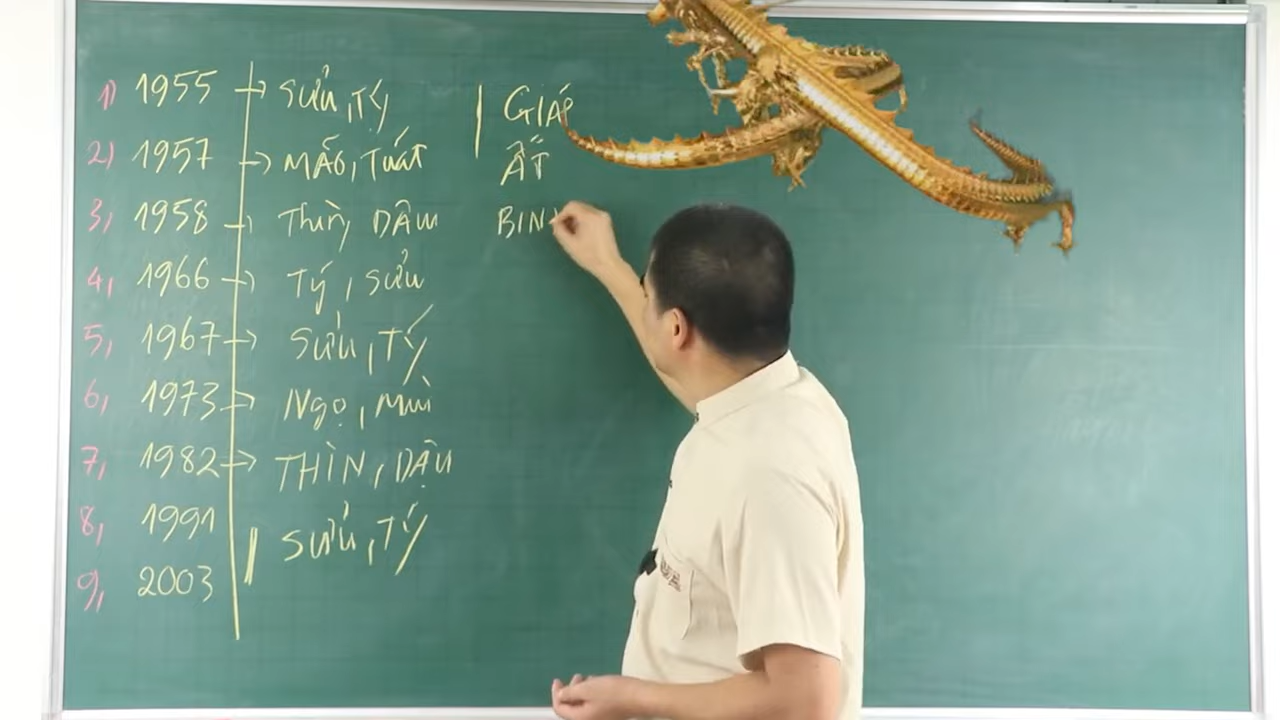 1) 1955 → Sửu, Tý
2) 1957 → Mão, Tuất
3, 1958 → Thìn, Dậu
4, 1966 → Tý, Sửu
5, 1967 → Sửu, Tý
6, 1973 → Ngọ, Mùi
7, 1982 → THÌN, DẬU
8, 1991
Sửu, Tý
9, 2003
GIÁP
ẤT
BIN